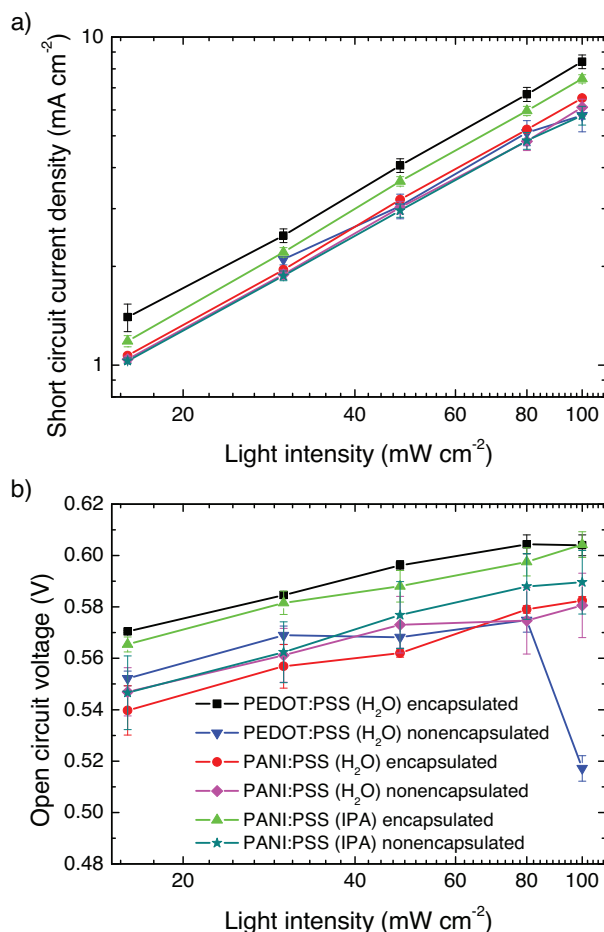 a)
10
1
Short circuit current density (mA cm⁻²)
20 40 60 80 100
Light intensity (mW cm⁻²)
b)
0.62
0.60
0.58
0.56
0.54
0.52
0.50
0.48
Open circuit voltage (V)
PEDOT:PSS (H₂O) encapsulated
PEDOT:PSS (H₂O) nonencapsulated
PANI:PSS (H₂O) encapsulated
PANI:PSS (H₂O) nonencapsulated
PANI:PSS (IPA) encapsulated
PANI:PSS (IPA) nonencapsulated
20 40 60 80 100
Light intensity (mW cm⁻²)